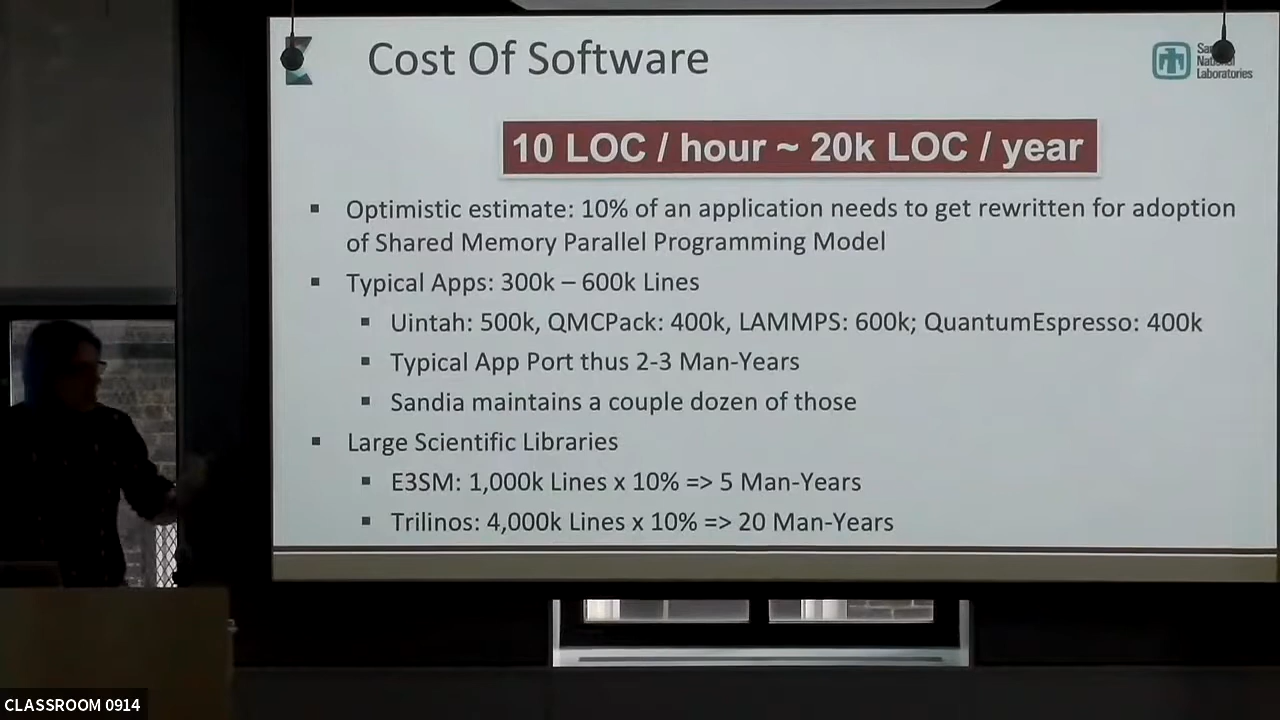 Cost Of Software
Laboratories
10 LOC / hour ~ 20k LOC / year
▪ Optimistic estimate: 10% of an application needs to get rewritten for adoption
of Shared Memory Parallel Programming Model
▪ Typical Apps: 300k – 600k Lines
▪ Uintah: 500k, QMCPack: 400k, LAMMPS: 600k; QuantumEspresso: 400k
▪ Typical App Port thus 2-3 Man-Years
▪ Sandia maintains a couple dozen of those
▪ Large Scientific Libraries
▪ E3SM: 1,000k Lines x 10% => 5 Man-Years
▪ Trilinos: 4,000k Lines x 10% => 20 Man-Years
CLASSROOM 0914